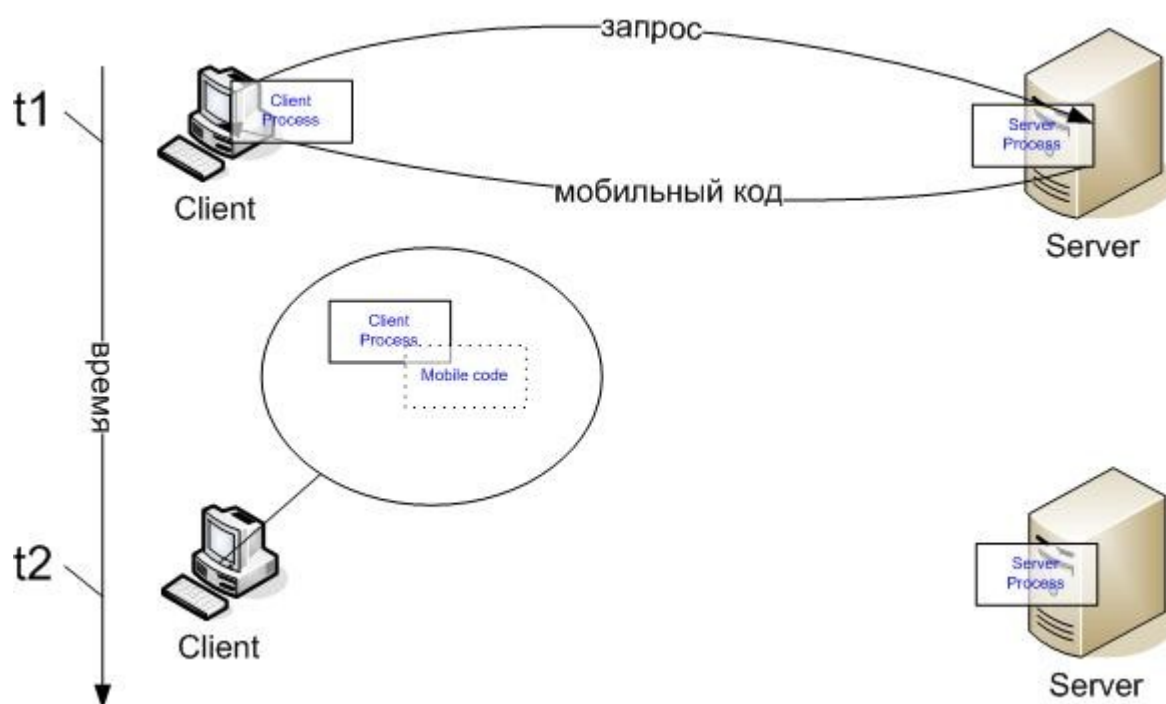 запрос
t1
Client
Process
Server
Process
мобильный код
Client
Server
Client
Process
Mobile code
время
t2
Server
Process
Client
Server